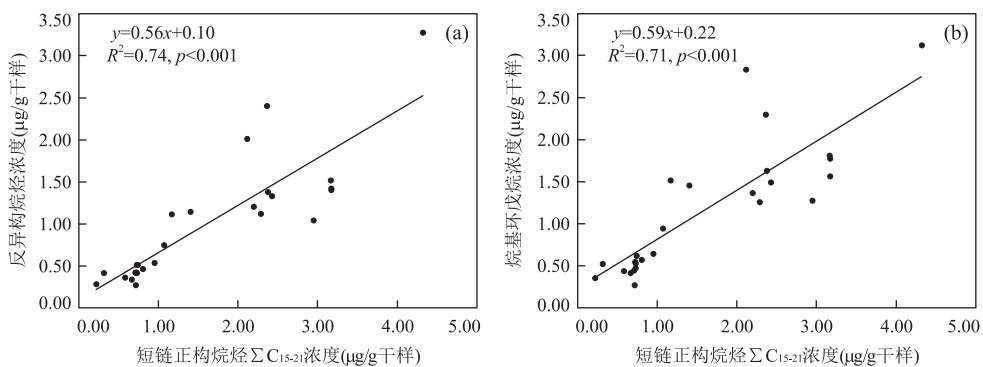 3.50
3.00
2.50
2.00
1.50
1.00
0.50
0.00
反异构烷烃浓度(μg/g干样)
y=0.56x+0.10
R²=0.74, p<0.001
(a)
0.00 1.00 2.00 3.00 4.00 5.00
短链正构烷烃∑C₁₅₋₂₁浓度(μg/g干样)
3.50
3.00
2.50
2.00
1.50
1.00
0.50
0.00
烷基环戊烷浓度(μg/g干样)
y=0.59x+0.22
R²=0.71, p<0.001
(b)
0.00 1.00 2.00 3.00 4.00 5.00
短链正构烷烃∑C₁₅₋₂₁浓度(μg/g干样)